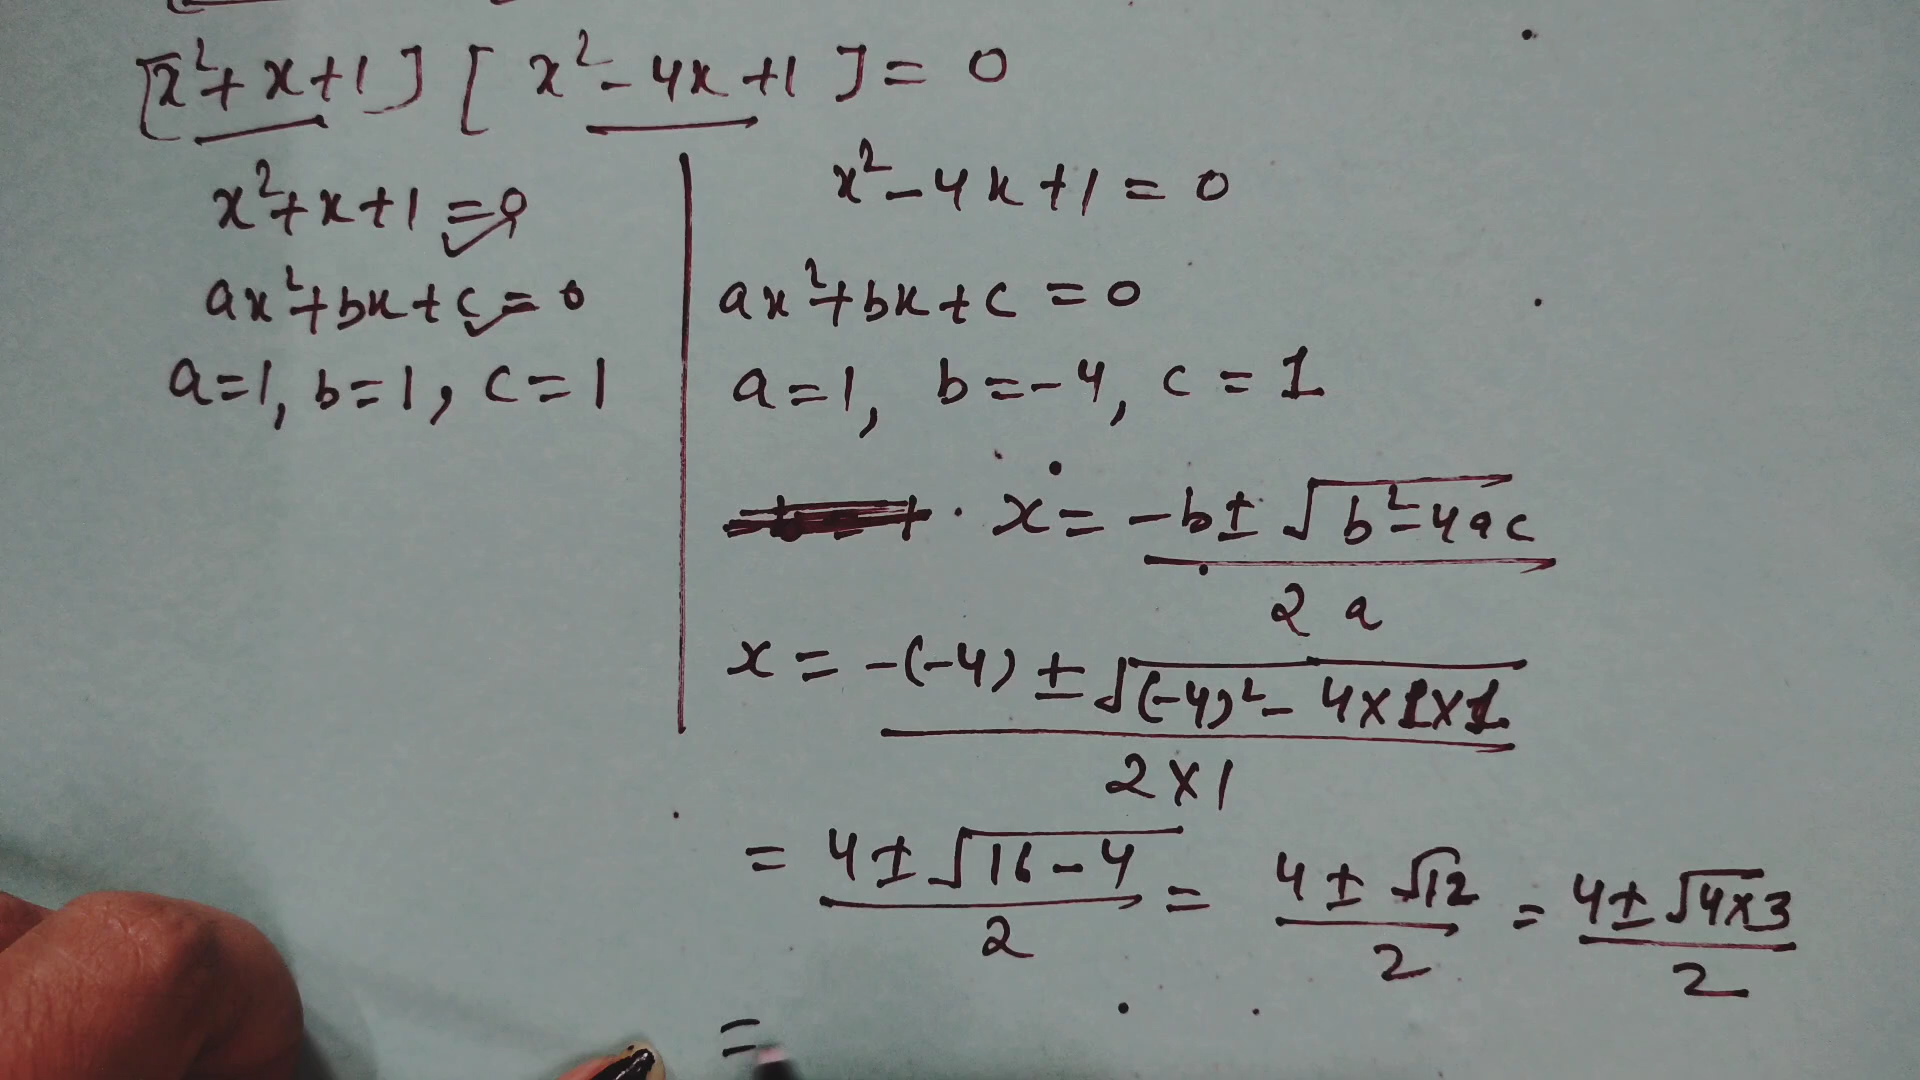 [x²+x+1] [x²-4x+1] = 0
x²+x+1 = 0
ax²+bx+c = 0
a=1, b=1, c=1
x²-4x+1 = 0
ax²+bx+c = 0
a=1, b=-4, c=1
x = (-b±√(b²-4ac))/(2a)
x = (-(-4)±√((-4)²-4×1×1))/(2×1)
= (4±√(16-4))/2 = (4±√12)/2 = (4±√(4×3))/2
=